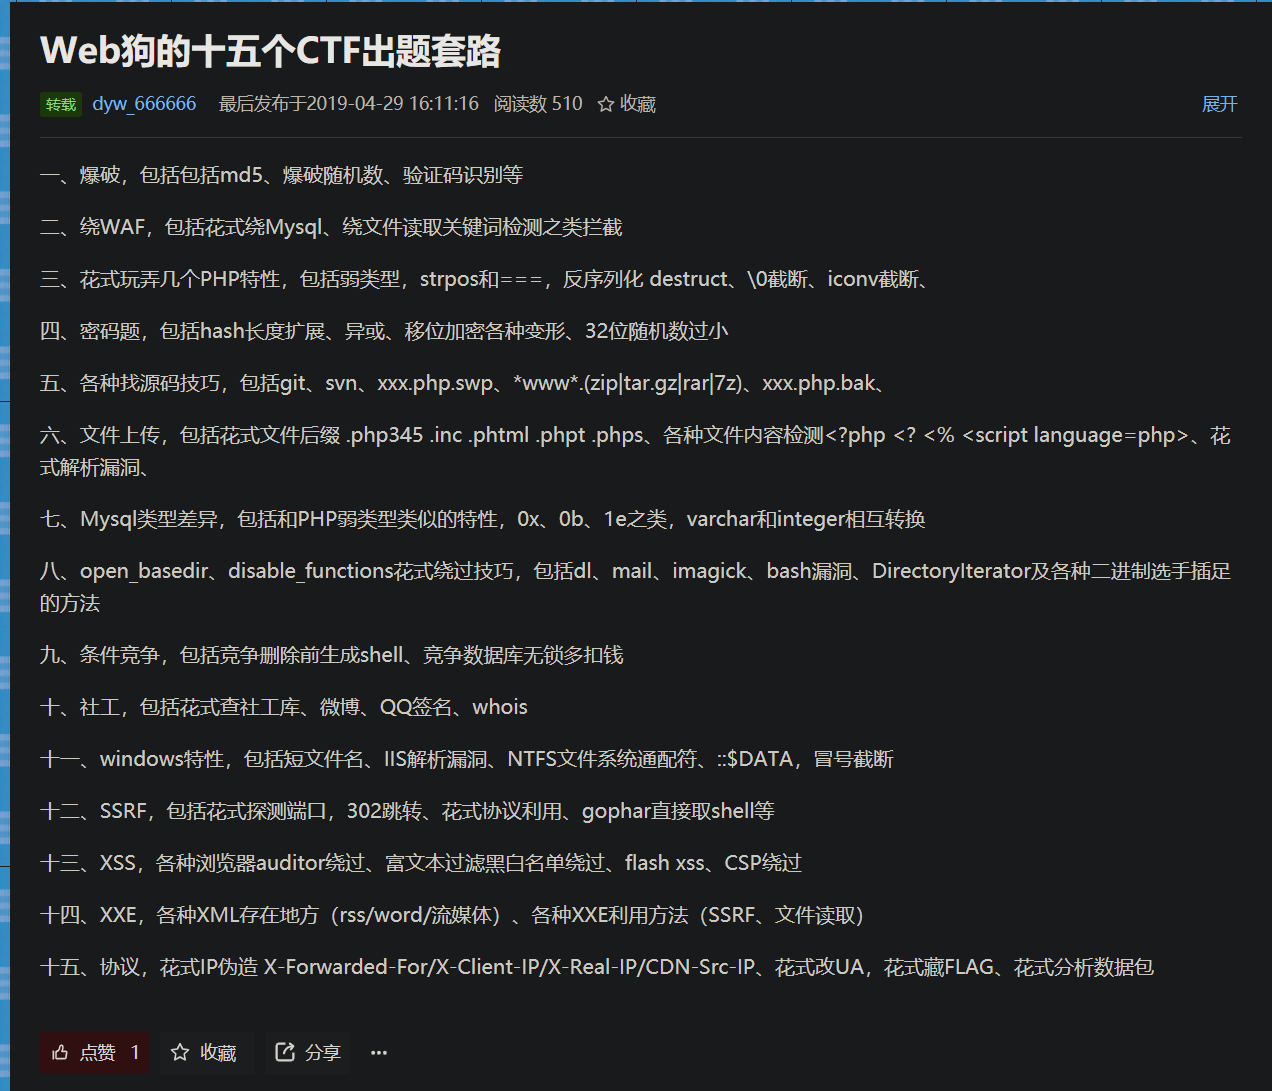 Web狗的十五个CTF出题套路
转载 dyw_666666 最后发布于2019-04-29 16:11:16 阅读数 510 收藏 展开
一、爆破，包括包括md5、爆破随机数、验证码识别等
二、绕WAF，包括花式绕Mysql、绕文件读取关键词检测之类拦截
三、花式玩弄几个PHP特性，包括弱类型，strpos和===，反序列化 destruct、\0截断、iconv截断、
四、密码题，包括hash长度扩展、异或、移位加密各种变形、32位随机数过小
五、各种找源码技巧，包括git、svn、xxx.php.swp、*www*.(zip|tar.gz|rar|7z)、xxx.php.bak、
六、文件上传，包括花式文件后缀 .php345 .inc .phtml .phpt .phps、各种文件内容检测<?php <? <% <script language=php>、花
式解析漏洞、
七、Mysql类型差异，包括和PHP弱类型类似的特性，0x、0b、1e之类，varchar和integer相互转换
八、open_basedir、disable_functions花式绕过技巧，包括dl、mail、imagick、bash漏洞、DirectoryIterator及各种二进制选手插足
的方法
九、条件竞争，包括竞争删除前生成shell、竞争数据库无锁多扣钱
十、社工，包括花式查社工库、微博、QQ签名、whois
十一、windows特性，包括短文件名、IIS解析漏洞、NTFS文件系统通配符、::$DATA，冒号截断
十二、SSRF，包括花式探测端口，302跳转、花式协议利用、gophar直接取shell等
十三、XSS，各种浏览器auditor绕过、富文本过滤黑白名单绕过、flash xss、CSP绕过
十四、XXE，各种XML存在地方（rss/word/流媒体）、各种XXE利用方法（SSRF、文件读取）
十五、协议，花式IP伪造 X-Forwarded-For/X-Client-IP/X-Real-IP/CDN-Src-IP、花式改UA，花式藏FLAG、花式分析数据包
点赞 1 收藏 分享 ···